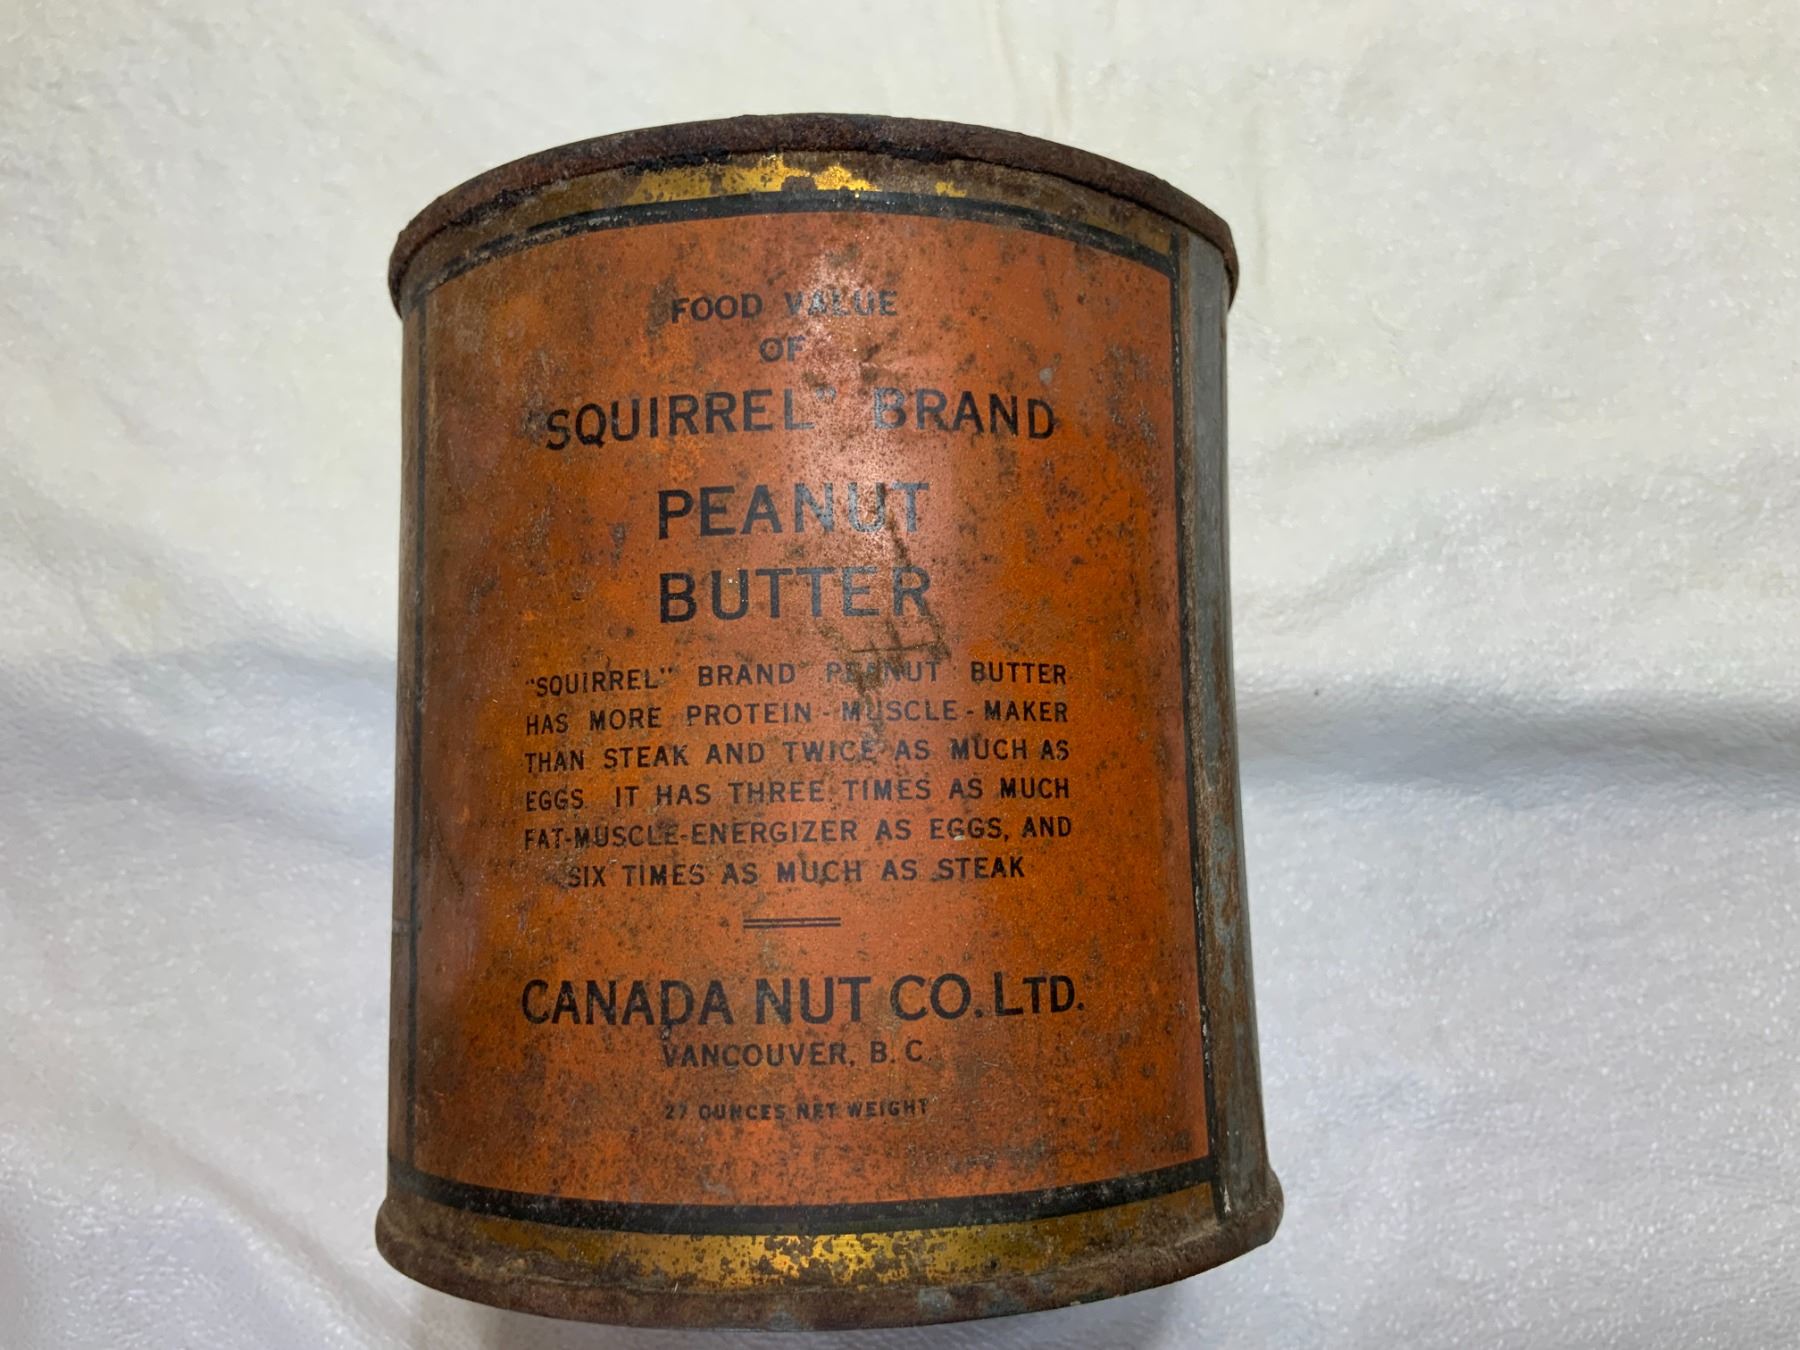 FOOD VALUE
OF
"SQUIRREL" BRAND
PEANUT
BUTTER
"SQUIRREL" BRAND PEANUT BUTTER
HAS MORE PROTEIN-MUSCLE-MAKER
THAN STEAK AND TWICE AS MUCH AS
EGGS. IT HAS THREE TIMES AS MUCH
FAT-MUSCLE-ENERGIZER AS EGGS, AND
SIX TIMES AS MUCH AS STEAK
CANADA NUT CO. LTD.
VANCOUVER, B. C.
27 OUNCES NET WEIGHT